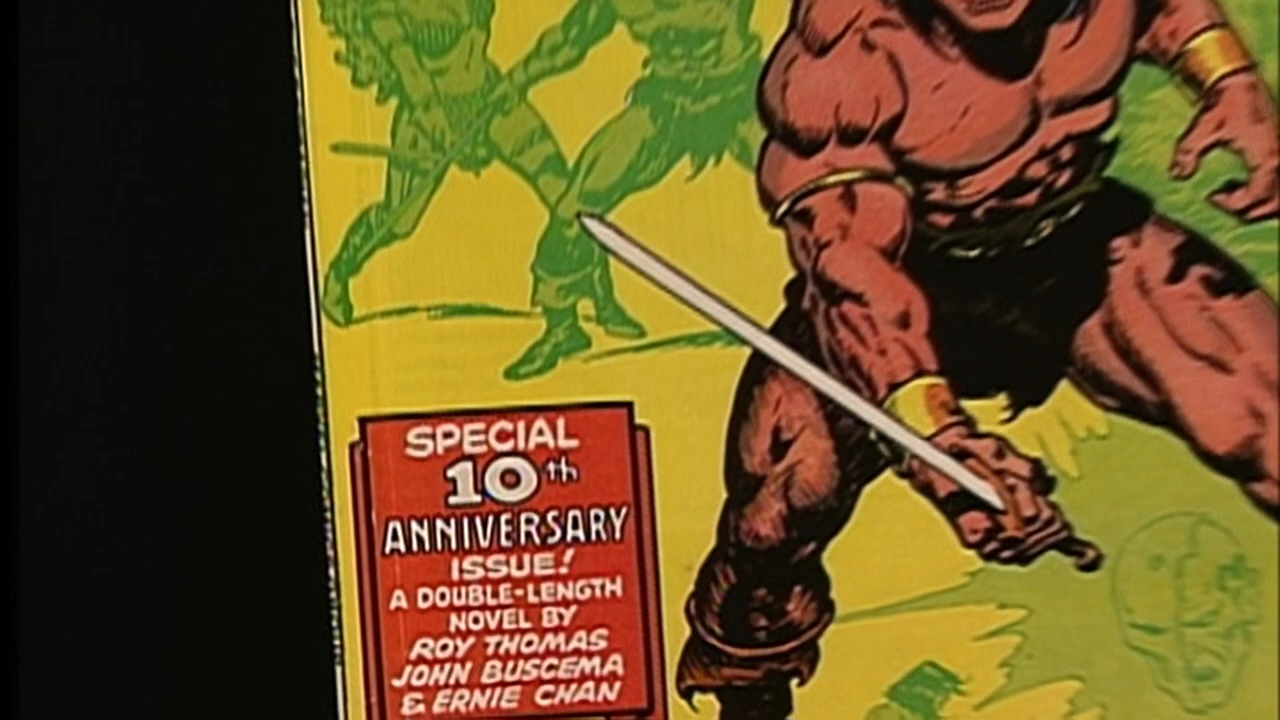 SPECIAL
10th
ANNIVERSARY
ISSUE!
A DOUBLE-LENGTH
NOVEL BY
ROY THOMAS
JOHN BUSCEMA
& ERNIE CHAN